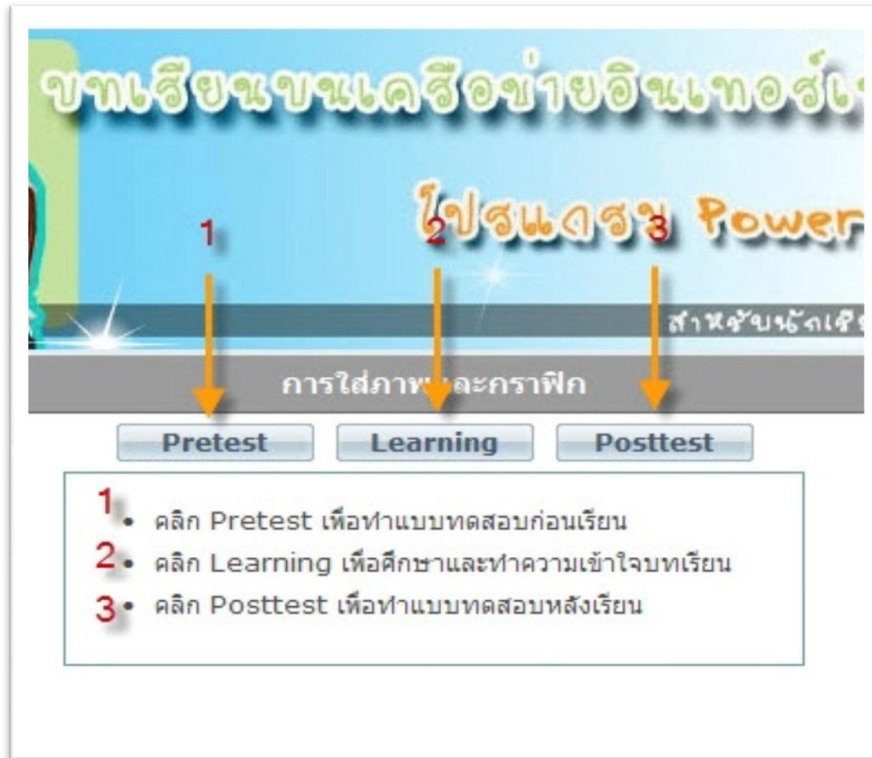 บทเรียนบนเครือข่ายอินเทอร์เ
โปรแกรม Power
1 2 3
สำหรับนักเรีย
การใส่ภาพและกราฟิก
Pretest Learning Posttest
1 • คลิก Pretest เพื่อทำแบบทดสอบก่อนเรียน
2 • คลิก Learning เพื่อศึกษาและทำความเข้าใจบทเรียน
3 • คลิก Posttest เพื่อทำแบบทดสอบหลังเรียน